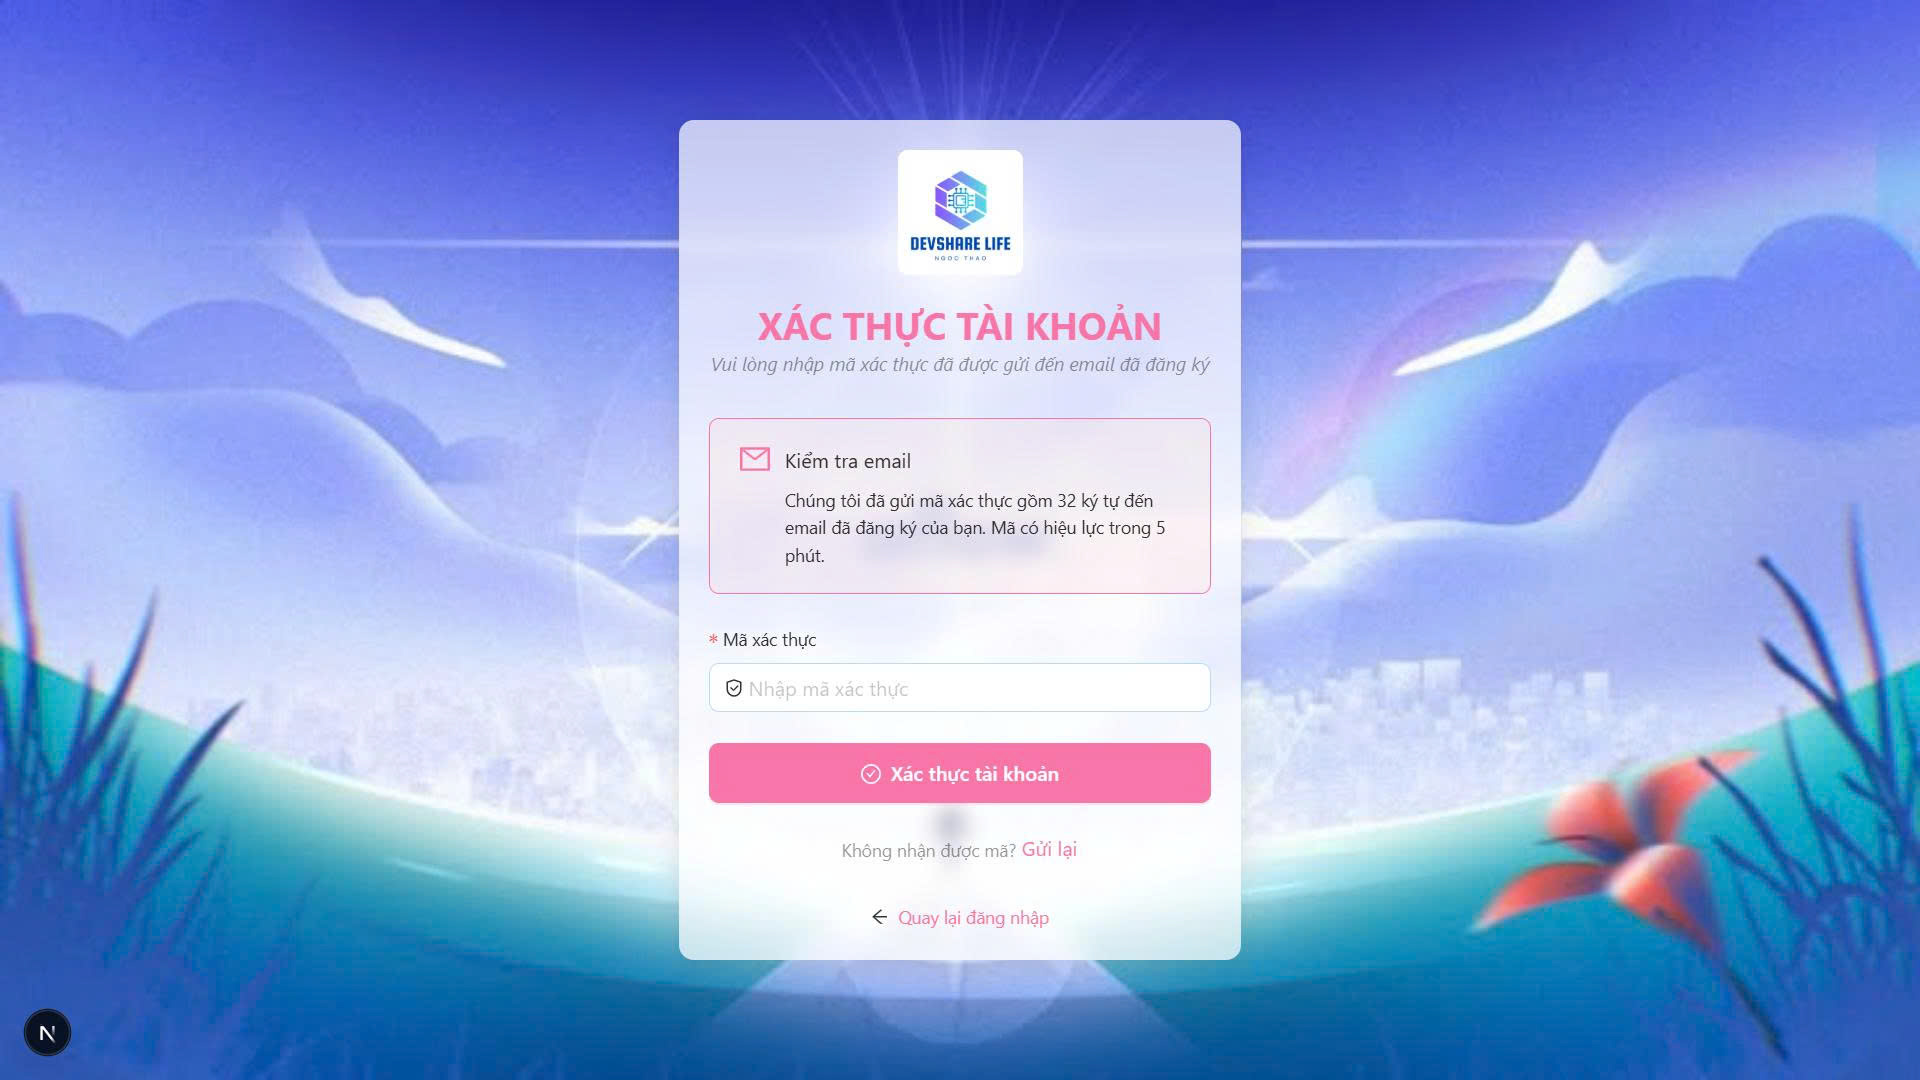 DEVSHARE LIFE
NGOC THAO
XÁC THỰC TÀI KHOẢN
Vui lòng nhập mã xác thực đã được gửi đến email đã đăng ký
Kiểm tra email
Chúng tôi đã gửi mã xác thực gồm 32 ký tự đến
email đã đăng ký của bạn. Mã có hiệu lực trong 5
phút.
* Mã xác thực
Nhập mã xác thực
Xác thực tài khoản
Không nhận được mã? Gửi lại
Quay lại đăng nhập
N